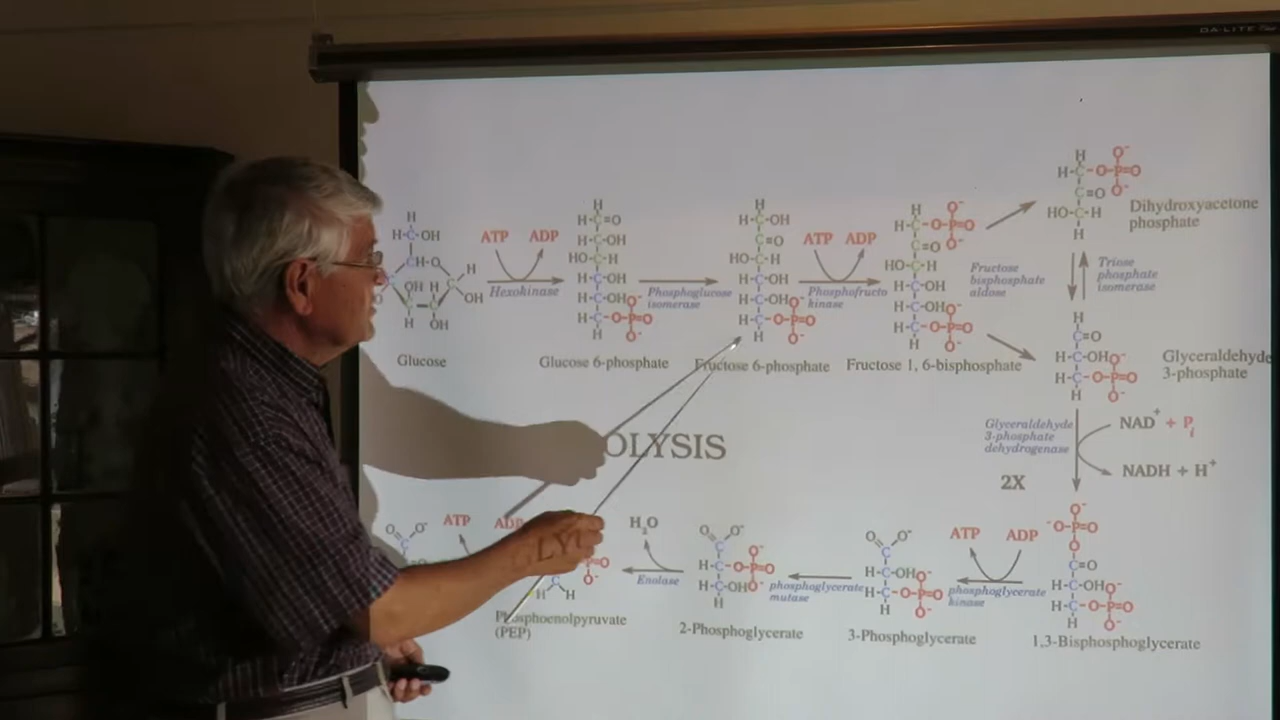 DA-LITE
ATP ADP
Hexokinase
Phosphoglucose
isomerase
ATP ADP
Phosphofructo
kinase
Fructose
bisphosphate
aldose
Dihydroxyacetone
phosphate
Triose
phosphate
isomerase
Glucose
Glucose 6-phosphate
Fructose 6-phosphate
Fructose 1, 6-bisphosphate
Glyceraldehyde
3-phosphate
OLYSIS
Glyceraldehyde
3-phosphate
dehydrogenase
NAD+ + Pi
NADH + H+
2X
ATP ADP
H2O
Enolase
phosphoglycerate
mutase
ATP ADP
phosphoglycerate
kinase
Phosphoenolpyruvate
(PEP)
2-Phosphoglycerate
3-Phosphoglycerate
1,3-Bisphosphoglycerate